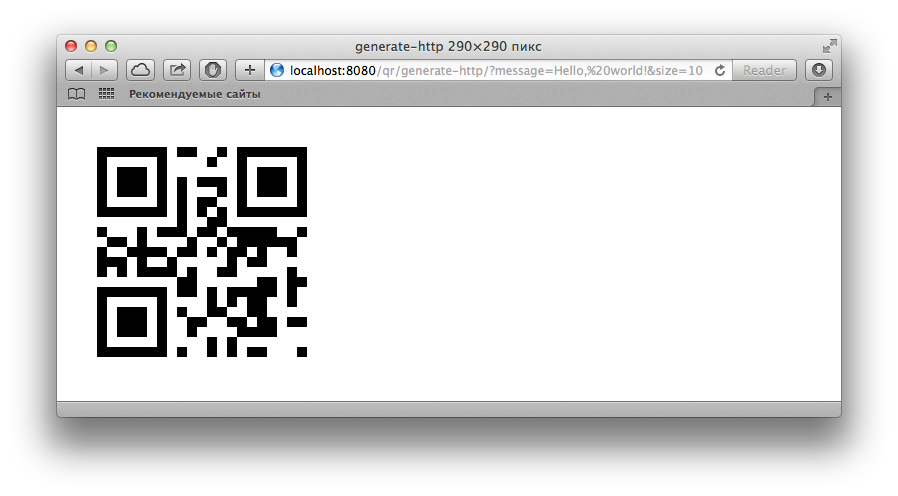 generate-http 290×290 пикс
localhost:8080/qr/generate-http/?message=Hello,%20world!&size=10
Reader
Рекомендуемые сайты